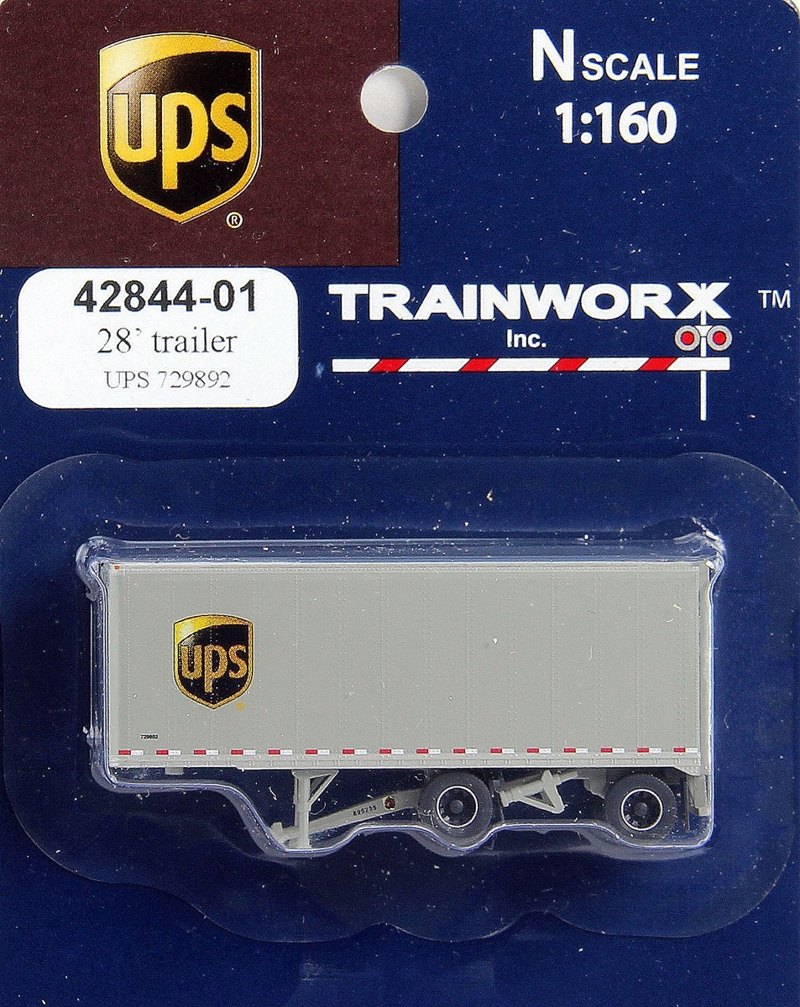 ups
®
N SCALE
1:160
42844-01
28' trailer
UPS 729892
TRAINWORX
TM
Inc.
ups
729892